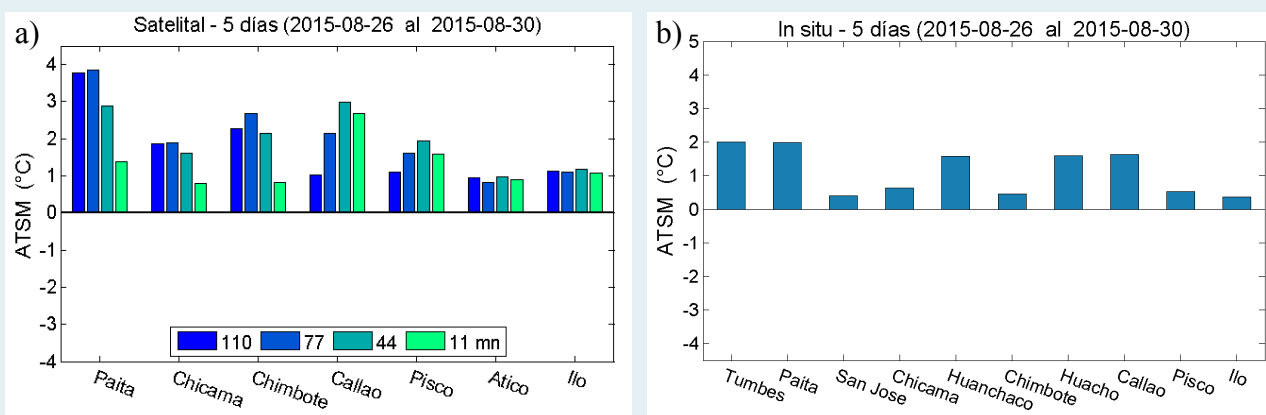 a)
Satelital - 5 días (2015-08-26 al 2015-08-30)
ATSM (°C)
4
3
2
1
0
-1
-2
-3
-4
110 77 44 11 mn
Paita Chicama Chimbote Callao Pisco Atico Ilo
b)
In situ - 5 días (2015-08-26 al 2015-08-30)
ATSM (°C)
5
4
3
2
1
0
-1
-2
-3
-4
Tumbes Paita San Jose Chicama Huanchaco Chimbote Huacho Callao Pisco Ilo